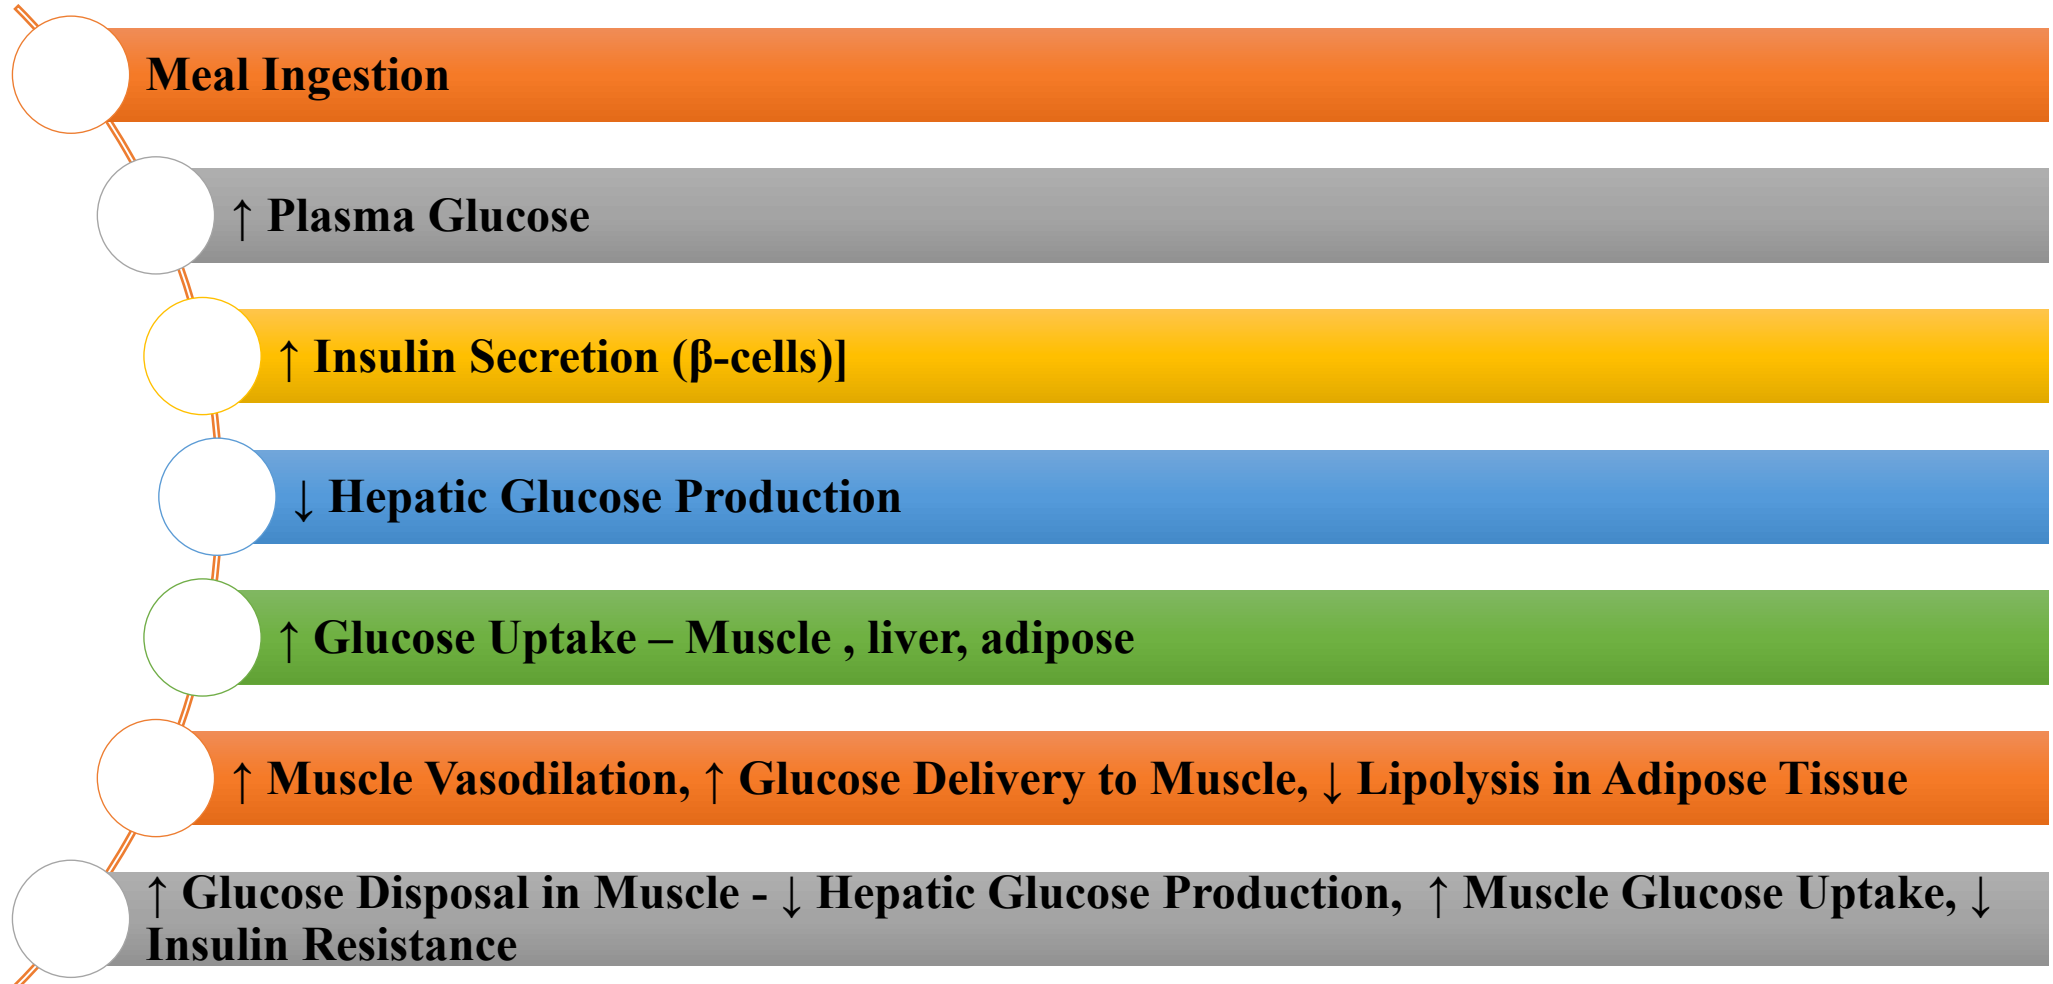 Meal Ingestion
↑ Plasma Glucose
↑ Insulin Secretion (β-cells)]
↓ Hepatic Glucose Production
↑ Glucose Uptake – Muscle , liver, adipose
↑ Muscle Vasodilation, ↑ Glucose Delivery to Muscle, ↓ Lipolysis in Adipose Tissue
↑ Glucose Disposal in Muscle - ↓ Hepatic Glucose Production, ↑ Muscle Glucose Uptake, ↓
Insulin Resistance